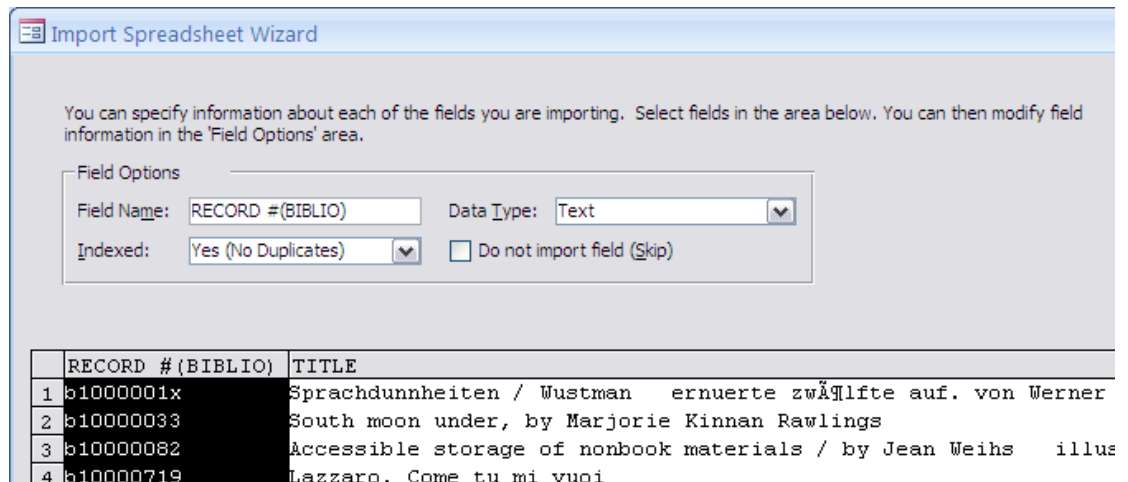 Import Spreadsheet Wizard
You can specify information about each of the fields you are importing. Select fields in the area below. You can then modify field
information in the 'Field Options' area.
Field Options
Field Name: RECORD #(BIBLIO) Data Type: Text
Indexed: Yes (No Duplicates) Do not import field (Skip)
RECORD #(BIBLIO) TITLE
1 b1000001x Sprachdunnheiten / Wustman ernuerte zwÃ¶lfte auf. von Werner
2 b10000033 South moon under, by Marjorie Kinnan Rawlings
3 b10000082 Accessible storage of nonbook materials / by Jean Weihs illus
4 b10000719 Lazzaro. Come tu mi vuoi